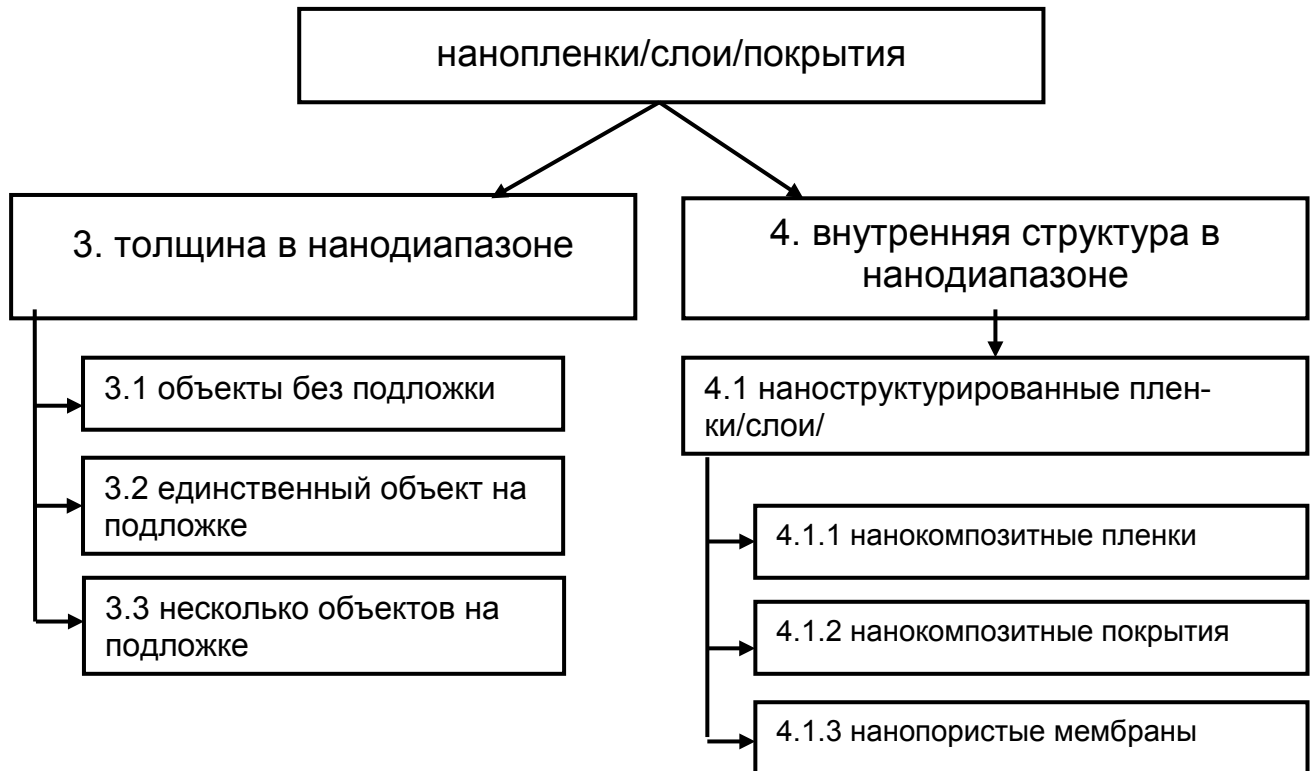 нанопленки/слои/покрытия
3. толщина в нанодиапазоне
3.1 объекты без подложки
3.2 единственный объект на
подложке
3.3 несколько объектов на
подложке
4. внутренняя структура в
нанодиапазоне
4.1 наноструктурированные плен-
ки/слои/
4.1.1 нанокомпозитные пленки
4.1.2 нанокомпозитные покрытия
4.1.3 нанопористые мембраны